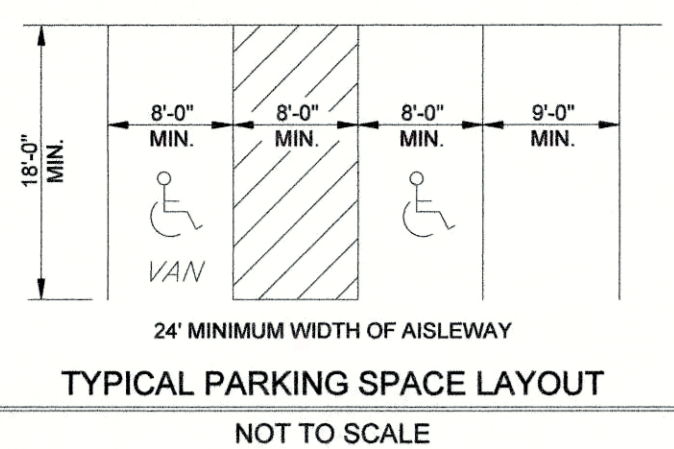 8'-0" 8'-0" 8'-0" 9'-0"
MIN. MIN. MIN. MIN.
18'-0"
MIN.
VAN
24' MINIMUM WIDTH OF AISLEWAY
TYPICAL PARKING SPACE LAYOUT
NOT TO SCALE